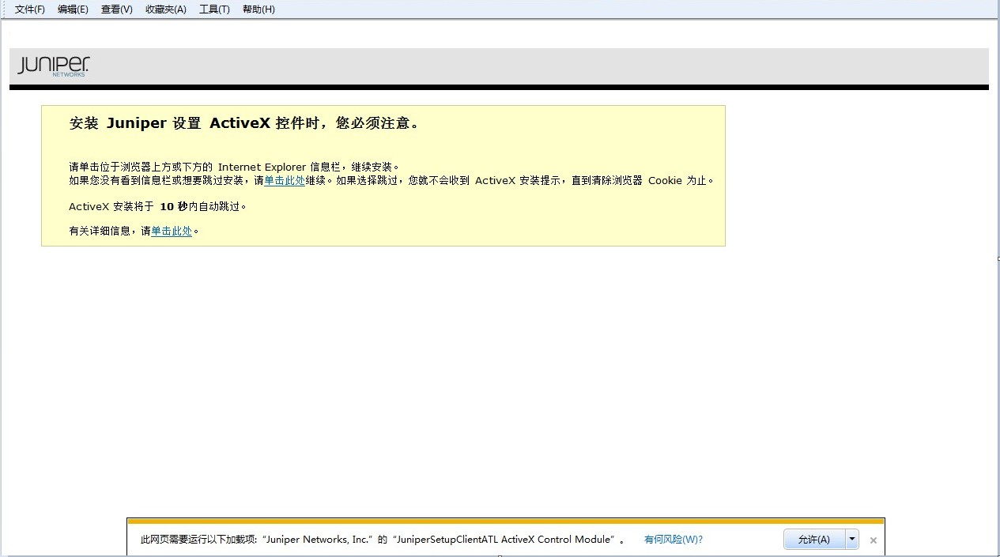 文件(F) 编辑(E) 查看(V) 收藏夹(A) 工具(T) 帮助(H)
JUNIPEr
NETWORKS
安装 Juniper 设置 ActiveX 控件时，您必须注意。
请单击位于浏览器上方或下方的 Internet Explorer 信息栏，继续安装。
如果您没有看到信息栏或想要跳过安装，请单击此处继续。如果选择跳过，您就不会收到 ActiveX 安装提示，直到清除浏览器 Cookie 为止。
ActiveX 安装将于 10 秒内自动跳过。
有关详细信息，请单击此处。
此网页需要运行以下加载项: “Juniper Networks, Inc.” 的 “JuniperSetupClientATL ActiveX Control Module” 。 有何风险(W)? 允许(A)